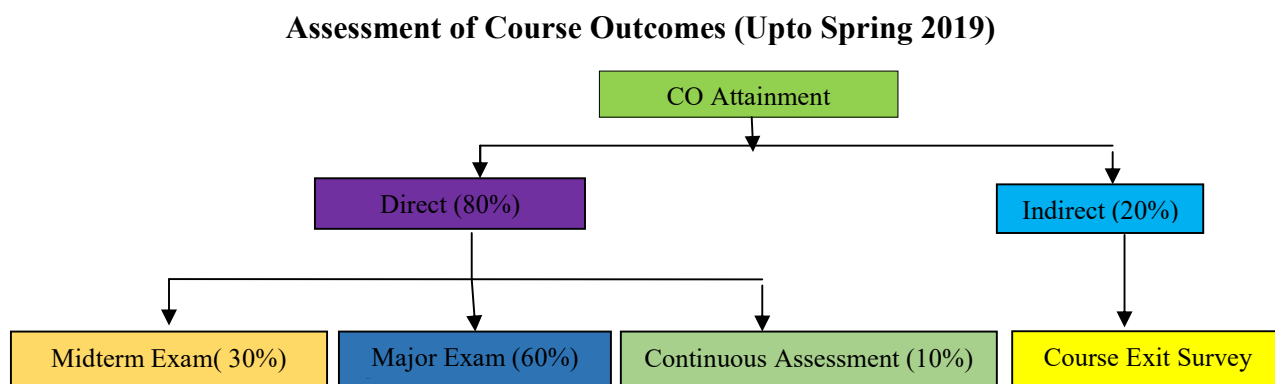 Assessment of Course Outcomes (Upto Spring 2019)
CO Attainment
Direct (80%)
Indirect (20%)
Midterm Exam( 30%)
Major Exam (60%)
Continuous Assessment (10%)
Course Exit Survey